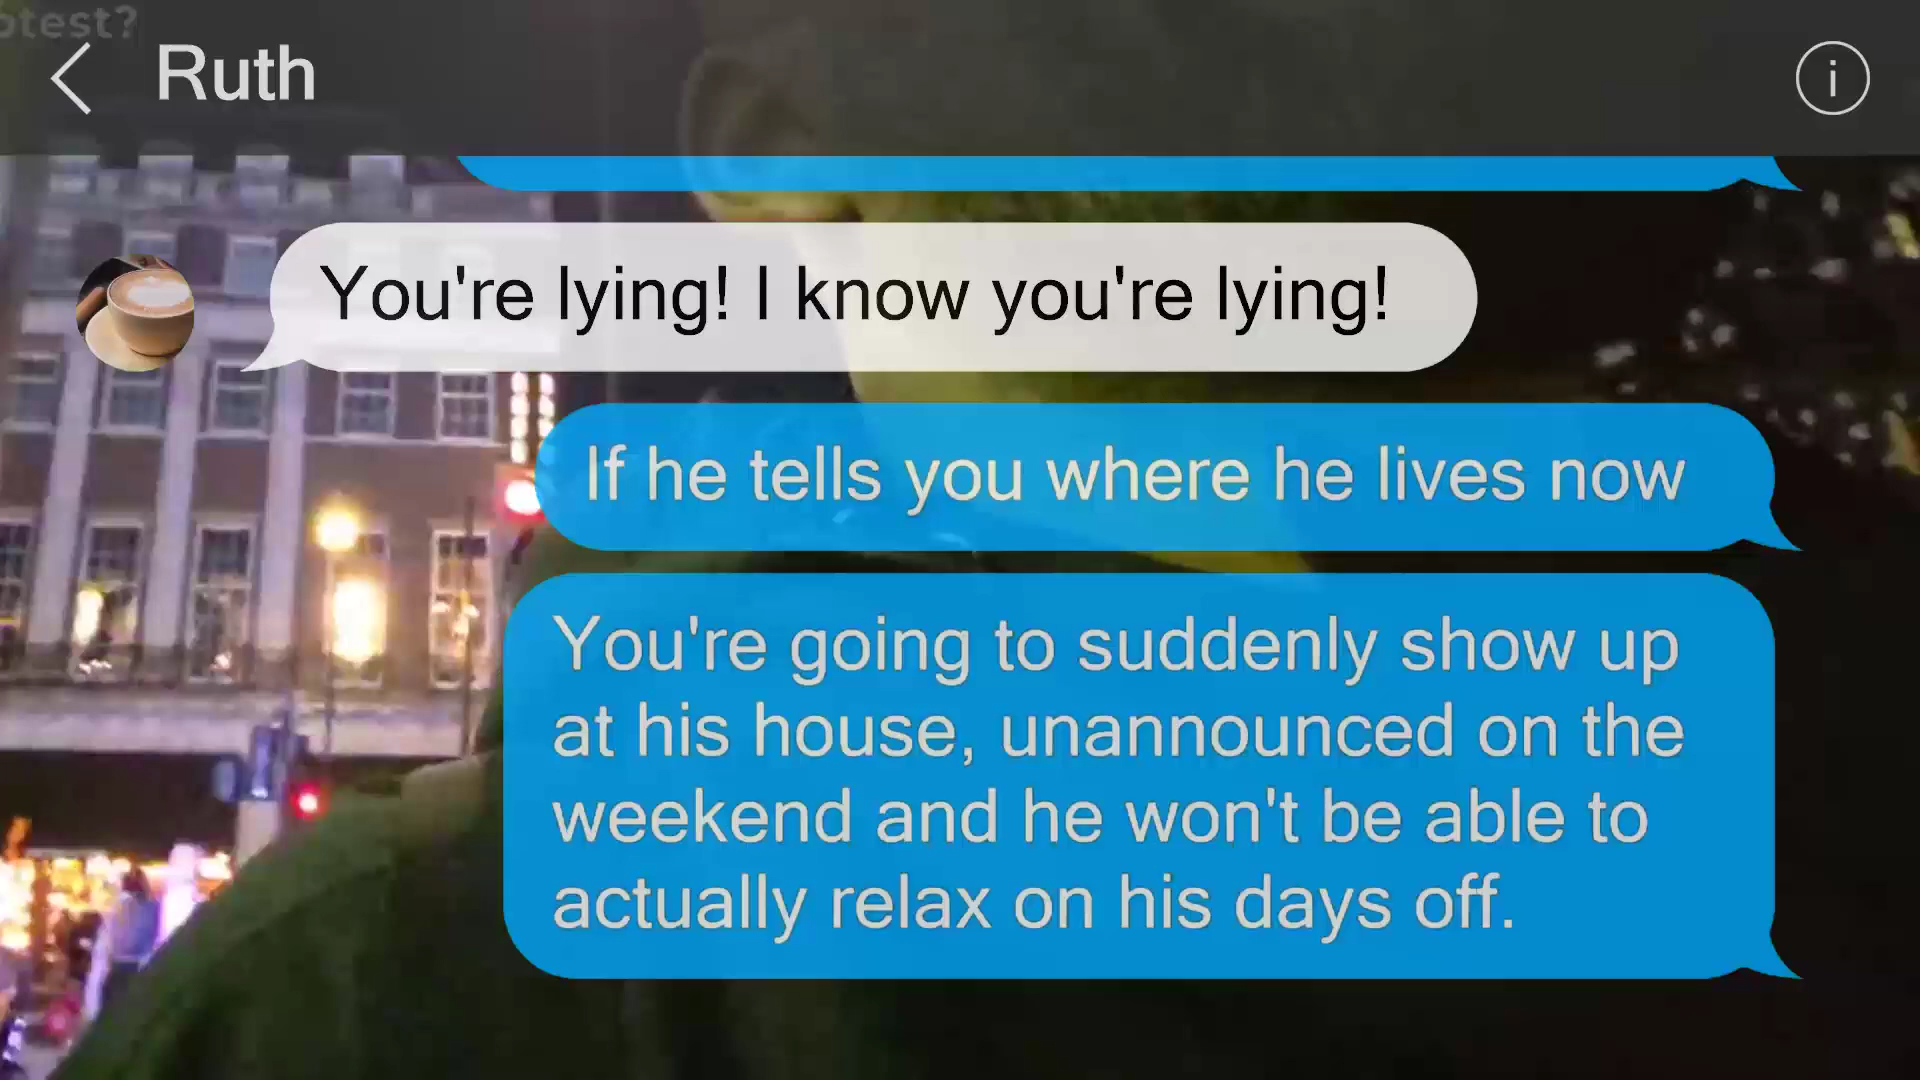 otest?
Ruth
i
You're lying! I know you're lying!
If he tells you where he lives now
You're going to suddenly show up
at his house, unannounced on the
weekend and he won't be able to
actually relax on his days off.